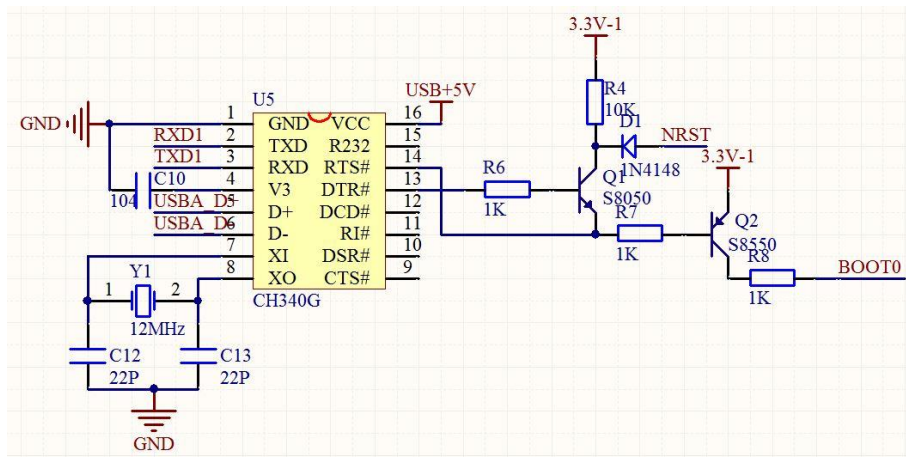 3.3V-1
R4
10K
D1
NRST
1N4148
3.3V-1
Q1
S8050
R6
1K
R7
1K
Q2
S8550
R8
1K
BOOT0
USB+5V
U5
GND
RXD1
TXD1
C10
104
USBA_D+
USBA_D-
1 GND VCC 16
2 TXD R232 15
3 RXD RTS# 14
4 V3 DTR# 13
5 D+ DCD# 12
6 D- RI# 11
7 XI DSR# 10
8 XO CTS# 9
CH340G
Y1
1 2
12MHz
C12
22P
C13
22P
GND